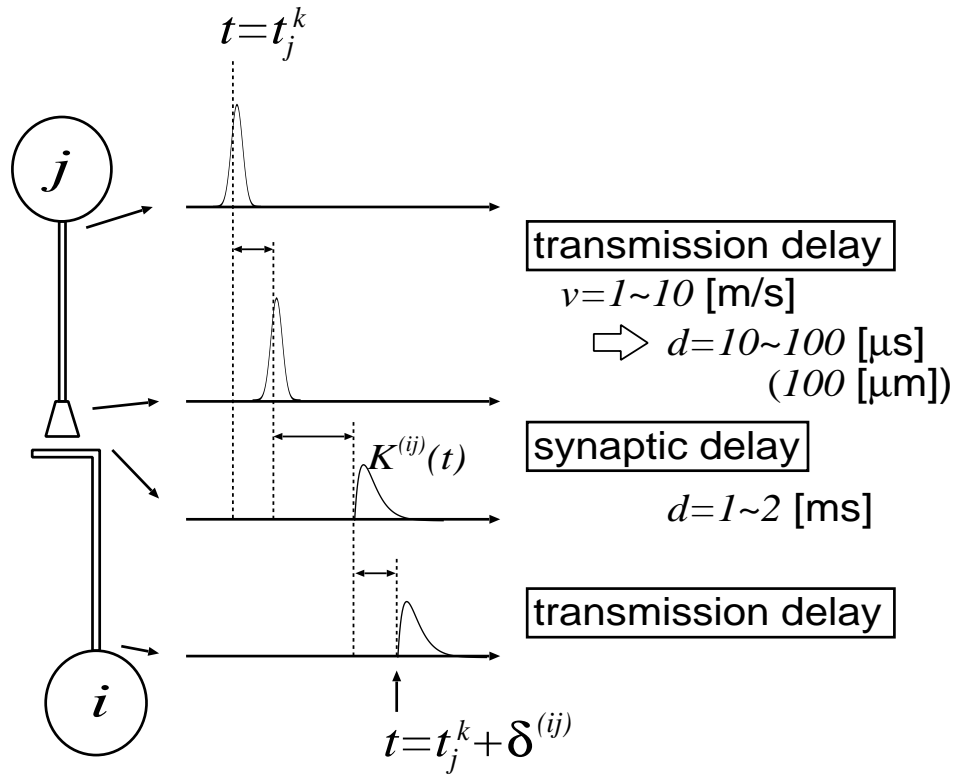 t=t_j^k
j
transmission delay
v=1~10 [m/s]
d=10~100 [μs]
(100 [μm])
synaptic delay
K^(ij)(t)
d=1~2 [ms]
transmission delay
i
t=t_j^k+δ^(ij)